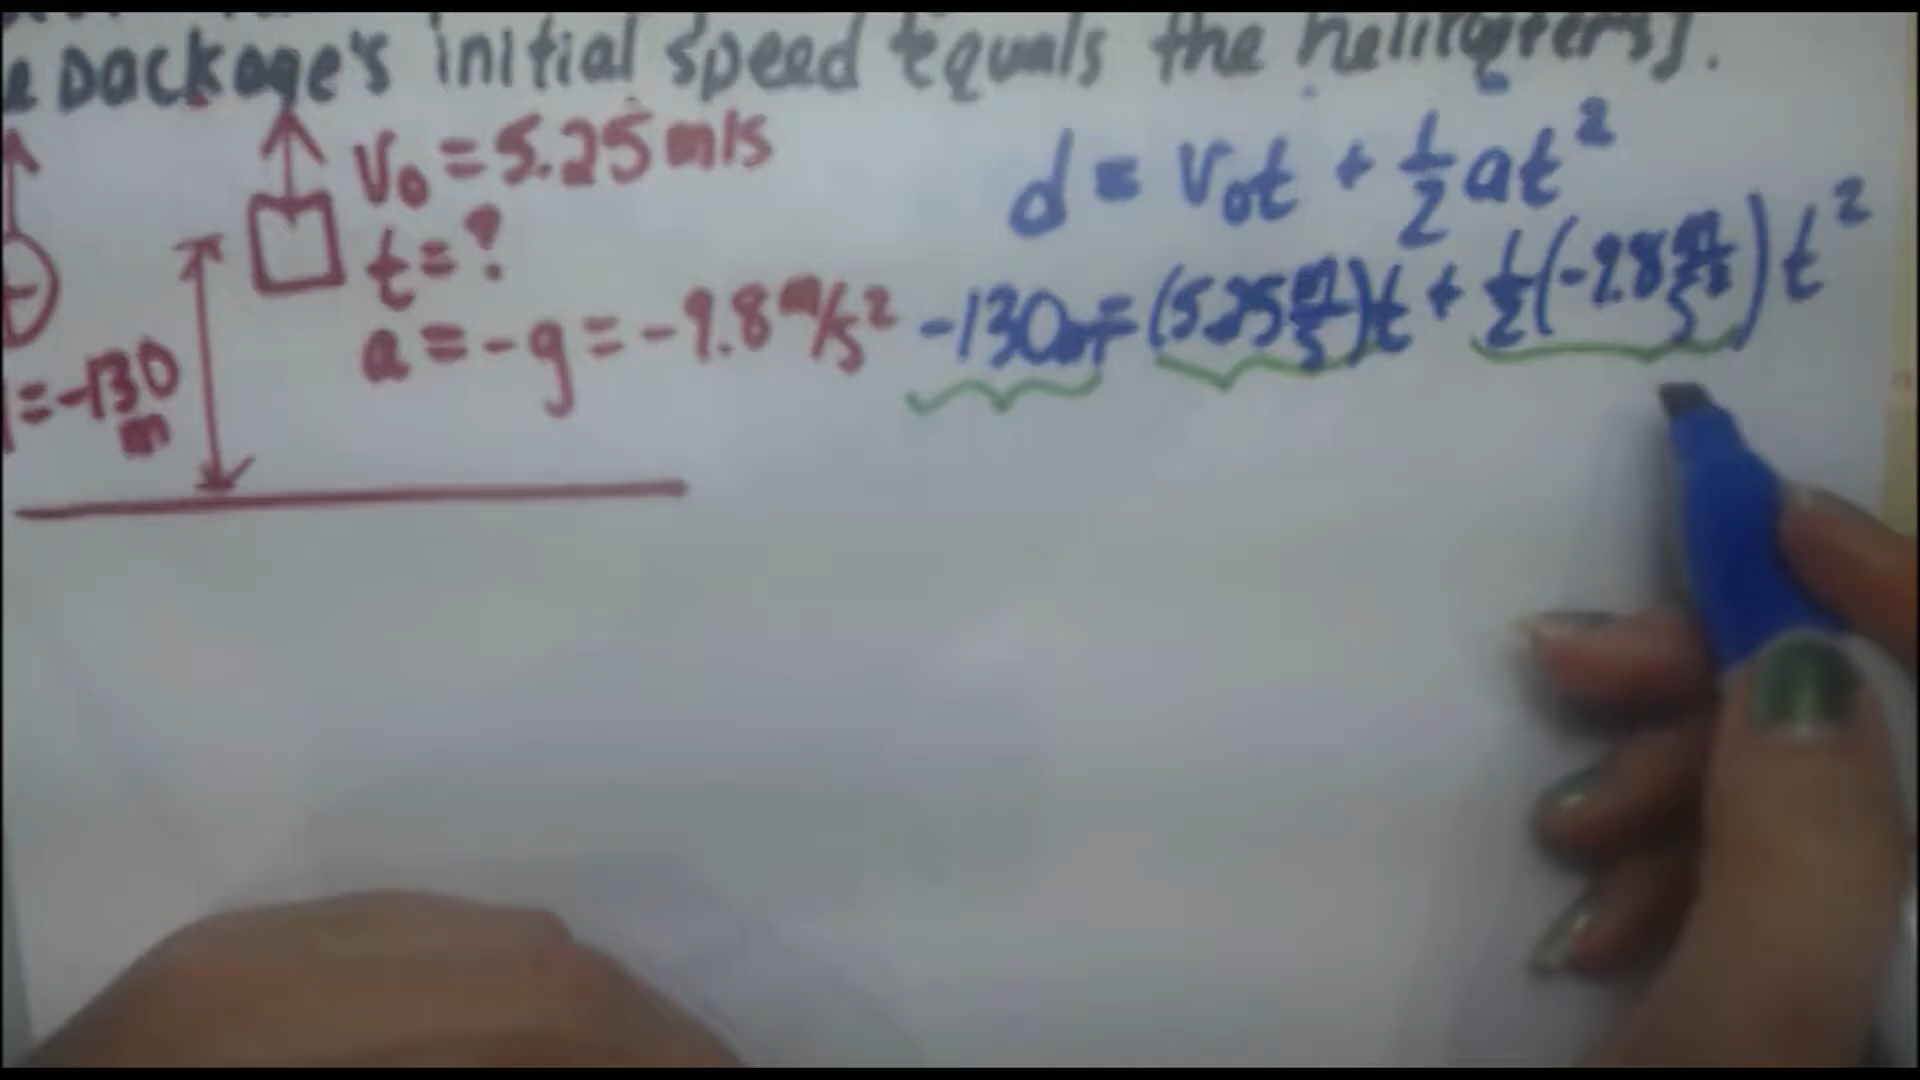 package's initial speed equals the helicopter's].
V₀ = 5.25 m/s
t = ?
a = -g = -9.8 m/s²
= -130 m
d = V₀t + ½at²
-130m = (5.25 m/s)t + ½(-9.8 m/s²)t²